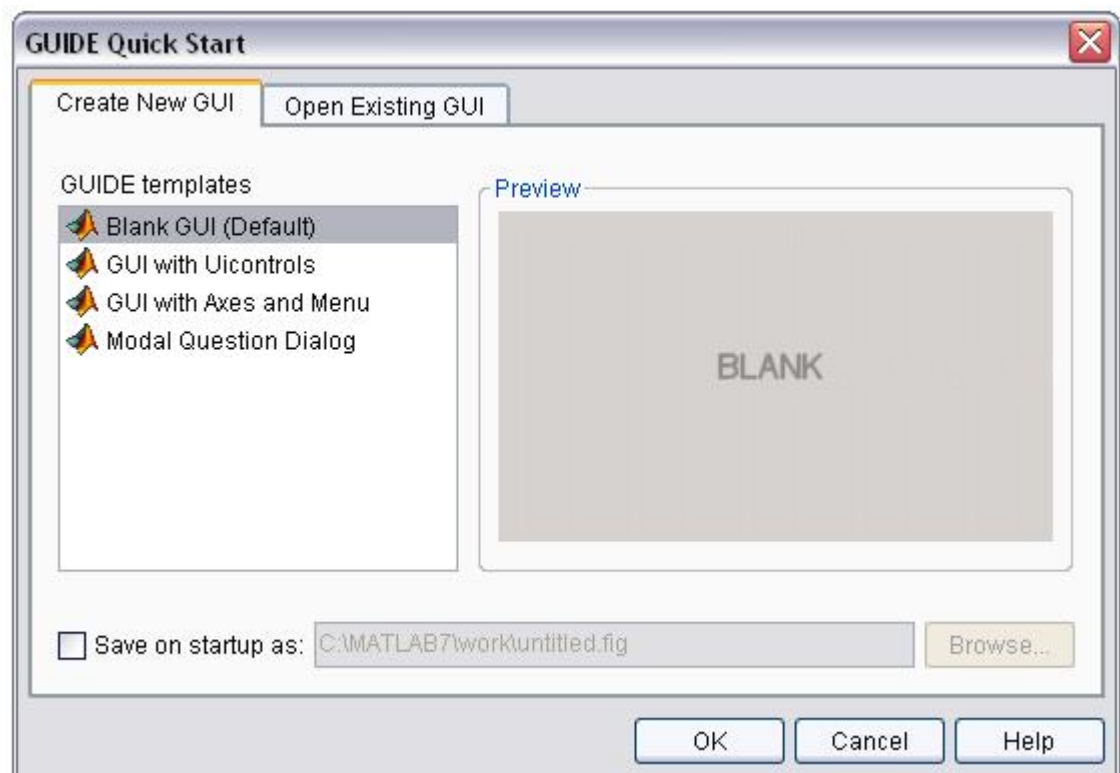 GUIDE Quick Start
Create New GUI
Open Existing GUI
GUIDE templates
Blank GUI (Default)
GUI with Uicontrols
GUI with Axes and Menu
Modal Question Dialog
Preview
BLANK
Save on startup as:
C:\MATLAB7\work\untitled.fig
Browse...
OK
Cancel
Help